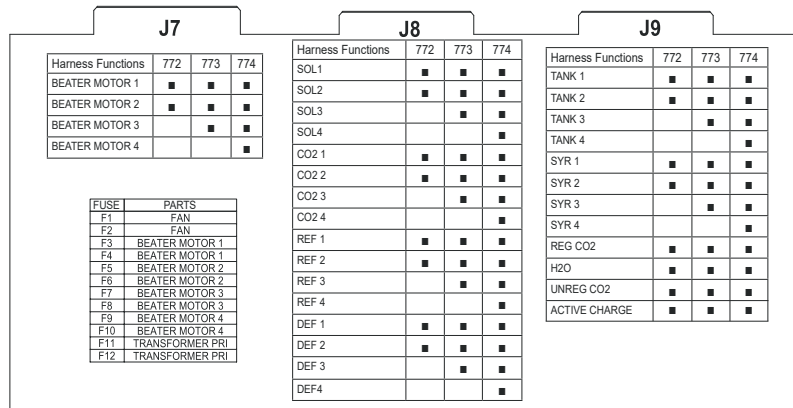 J7
Harness Functions 772 773 774
BEATER MOTOR 1 ■ ■ ■
BEATER MOTOR 2 ■ ■ ■
BEATER MOTOR 3 ■ ■
BEATER MOTOR 4 ■
FUSE PARTS
F1 FAN
F2 FAN
F3 BEATER MOTOR 1
F4 BEATER MOTOR 1
F5 BEATER MOTOR 2
F6 BEATER MOTOR 2
F7 BEATER MOTOR 3
F8 BEATER MOTOR 3
F9 BEATER MOTOR 4
F10 BEATER MOTOR 4
F11 TRANSFORMER PRI
F12 TRANSFORMER PRI
J8
Harness Functions 772 773 774
SOL1 ■ ■ ■
SOL2 ■ ■ ■
SOL3 ■ ■
SOL4 ■
CO2 1 ■ ■ ■
CO2 2 ■ ■ ■
CO2 3 ■ ■
CO2 4 ■
REF 1 ■ ■ ■
REF 2 ■ ■ ■
REF 3 ■ ■
REF 4 ■
DEF 1 ■ ■ ■
DEF 2 ■ ■ ■
DEF 3 ■ ■
DEF4 ■
J9
Harness Functions 772 773 774
TANK 1 ■ ■ ■
TANK 2 ■ ■ ■
TANK 3 ■ ■
TANK 4 ■
SYR 1 ■ ■ ■
SYR 2 ■ ■ ■
SYR 3 ■ ■
SYR 4 ■
REG CO2 ■ ■ ■
H2O ■ ■ ■
UNREG CO2 ■ ■ ■
ACTIVE CHARGE ■ ■ ■